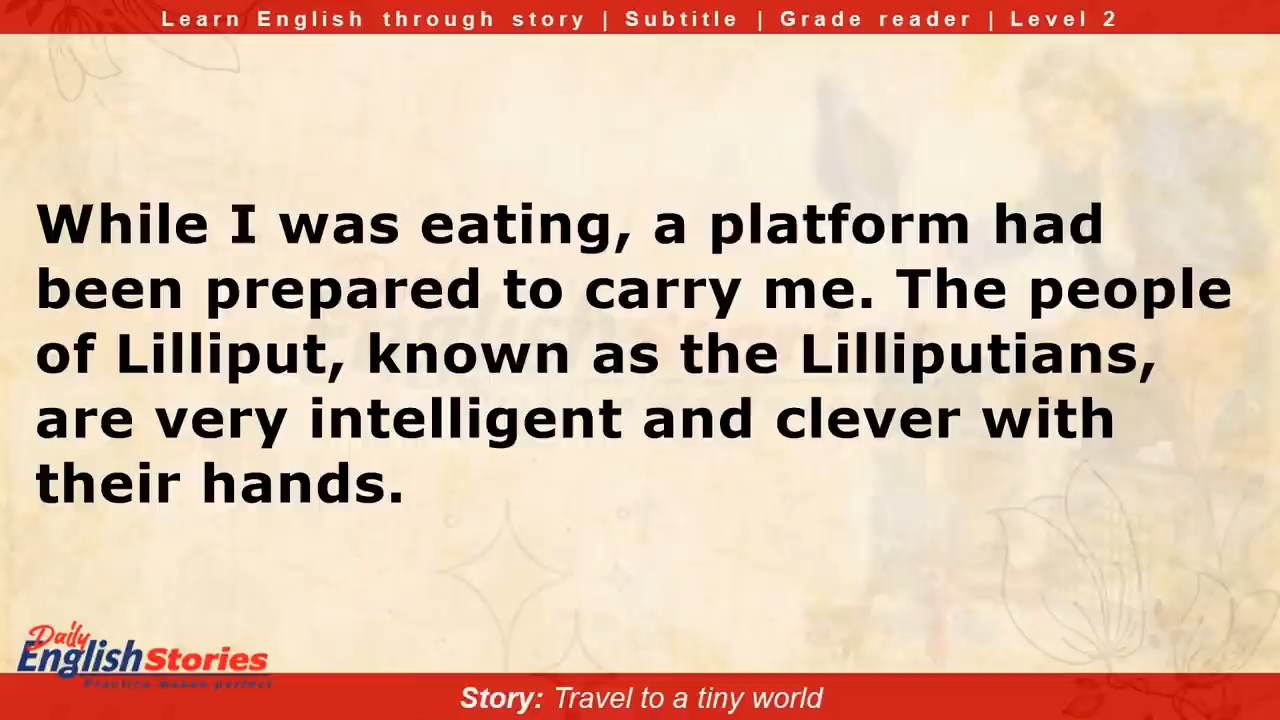 Learn English through story | Subtitle | Grade reader | Level 2
While I was eating, a platform had
been prepared to carry me. The people
of Lilliput, known as the Lilliputians,
are very intelligent and clever with
their hands.
Daily
English Stories
Practice makes perfect
Story: Travel to a tiny world